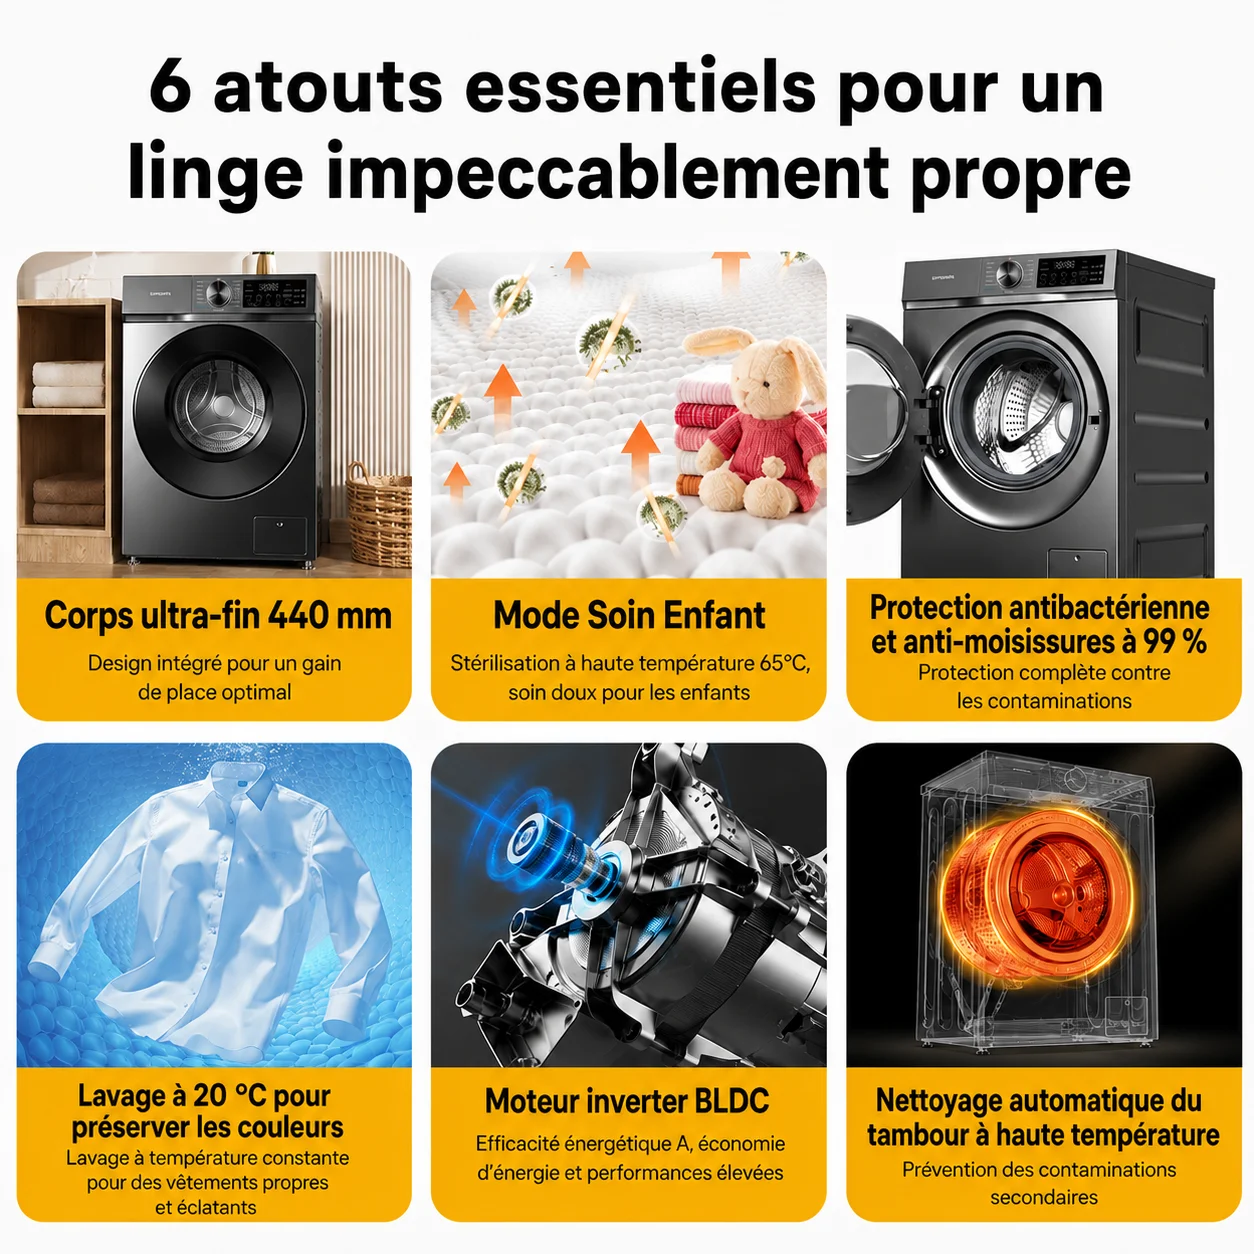 6 atouts essentiels pour un
linge impeccablement propre
Corps ultra-fin 440 mm
Design intégré pour un gain
de place optimal
Mode Soin Enfant
Stérilisation à haute température 65°C,
soin doux pour les enfants
Protection antibactérienne
et anti-moisissures à 99 %
Protection complète contre
les contaminations
Lavage à 20 °C pour
préserver les couleurs
Lavage à température constante
pour des vêtements propres
et éclatants
Moteur inverter BLDC
Efficacité énergétique A, économie
d'énergie et performances élevées
Nettoyage automatique du
tambour à haute température
Prévention des contaminations
secondaires